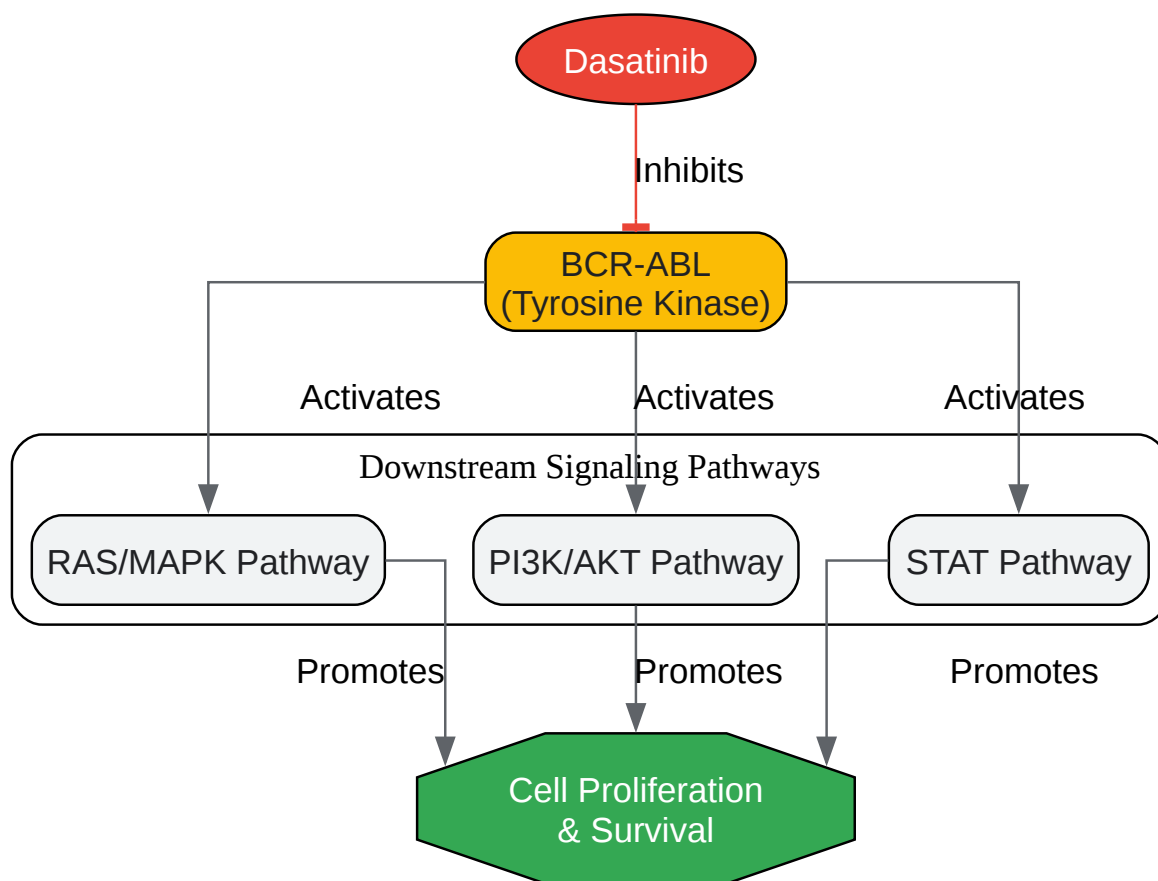 Dasatinib
Inhibits
BCR-ABL
(Tyrosine Kinase)
Activates
Activates
Activates
Downstream Signaling Pathways
RAS/MAPK Pathway
PI3K/AKT Pathway
STAT Pathway
Promotes
Promotes
Promotes
Cell Proliferation
& Survival